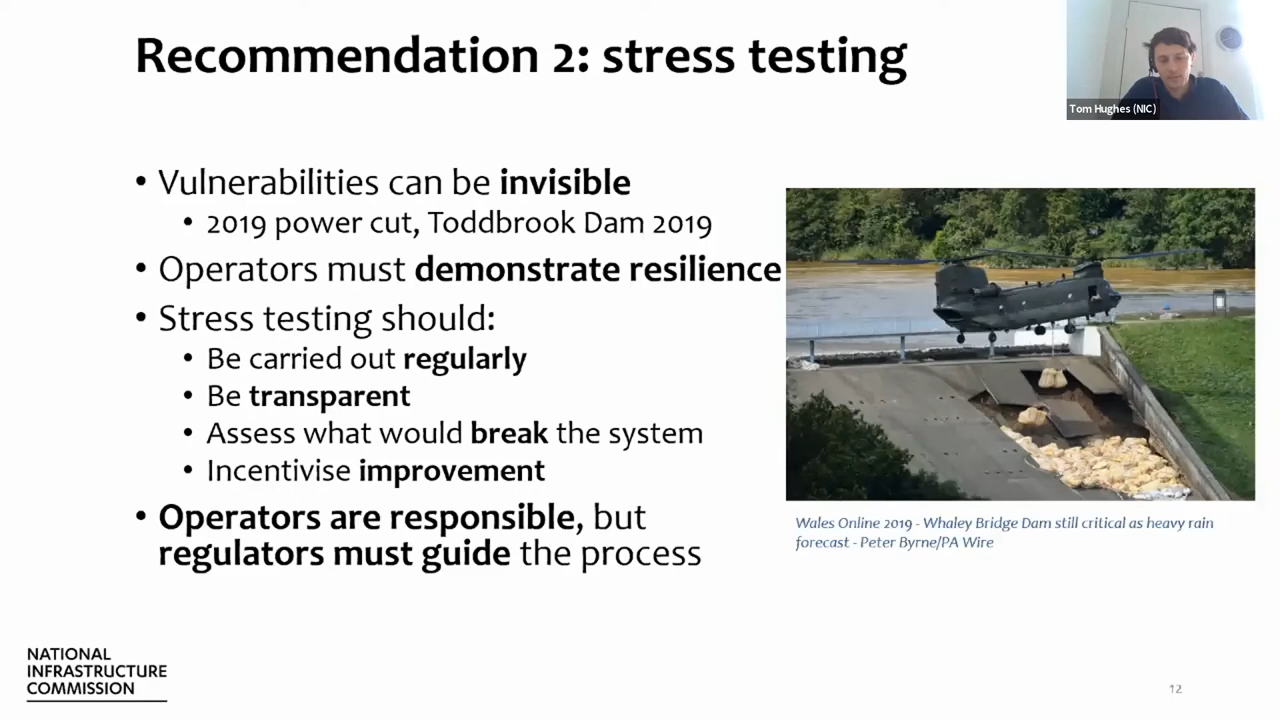 Recommendation 2: stress testing
Tom Hughes (NIC)
• Vulnerabilities can be invisible
• 2019 power cut, Toddbrook Dam 2019
• Operators must demonstrate resilience
• Stress testing should:
• Be carried out regularly
• Be transparent
• Assess what would break the system
• Incentivise improvement
• Operators are responsible, but
regulators must guide the process
Wales Online 2019 - Whaley Bridge Dam still critical as heavy rain
forecast - Peter Byrne/PA Wire
NATIONAL
INFRASTRUCTURE
COMMISSION
12